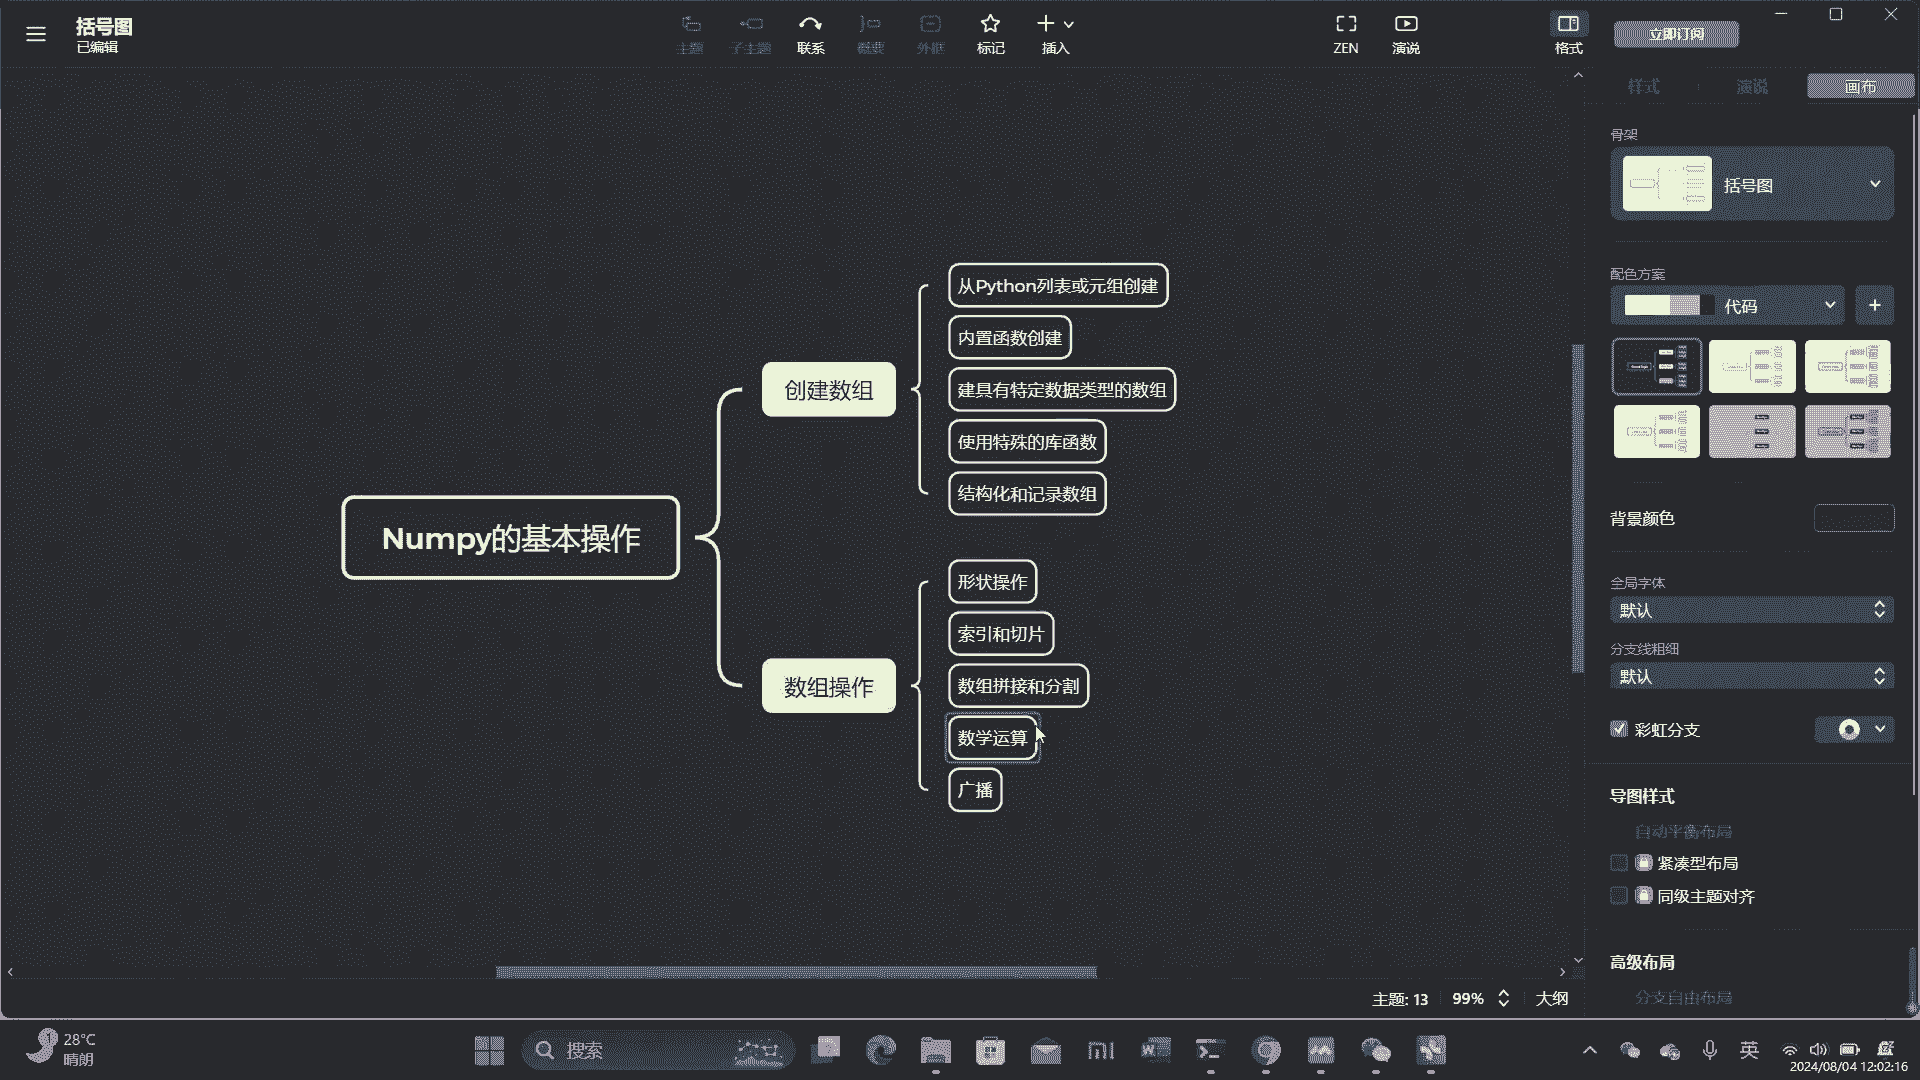 括号图
已编辑
主题
子主题
联系
概要
外框
标记
插入
ZEN
演说
格式
立即订阅
样式
演说
画布
骨架
括号图
配色方案
代码
背景颜色
全局字体
默认
分支线粗细
默认
彩虹分支
导图样式
自动平衡布局
紧凑型布局
同级主题对齐
高级布局
分支自由布局
Numpy的基本操作
创建数组
从Python列表或元组创建
内置函数创建
建具有特定数据类型的数组
使用特殊的库函数
结构化和记录数组
数组操作
形状操作
索引和切片
数组拼接和分割
数学运算
广播
主题: 13
99%
大纲
28°C
晴朗
搜索
英
2024/08/04 12:02:16